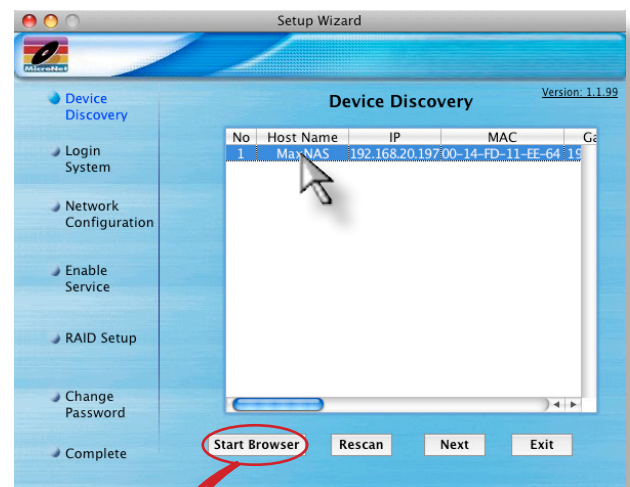 Setup Wizard
MicroNet
Version: 1.1.99
Device Discovery
Device
Discovery
Login
System
Network
Configuration
Enable
Service
RAID Setup
Change
Password
Complete
No Host Name IP MAC Ga
1 MaxNAS 192.168.20.197 00-14-FD-11-EE-64 19
Start Browser Rescan Next Exit